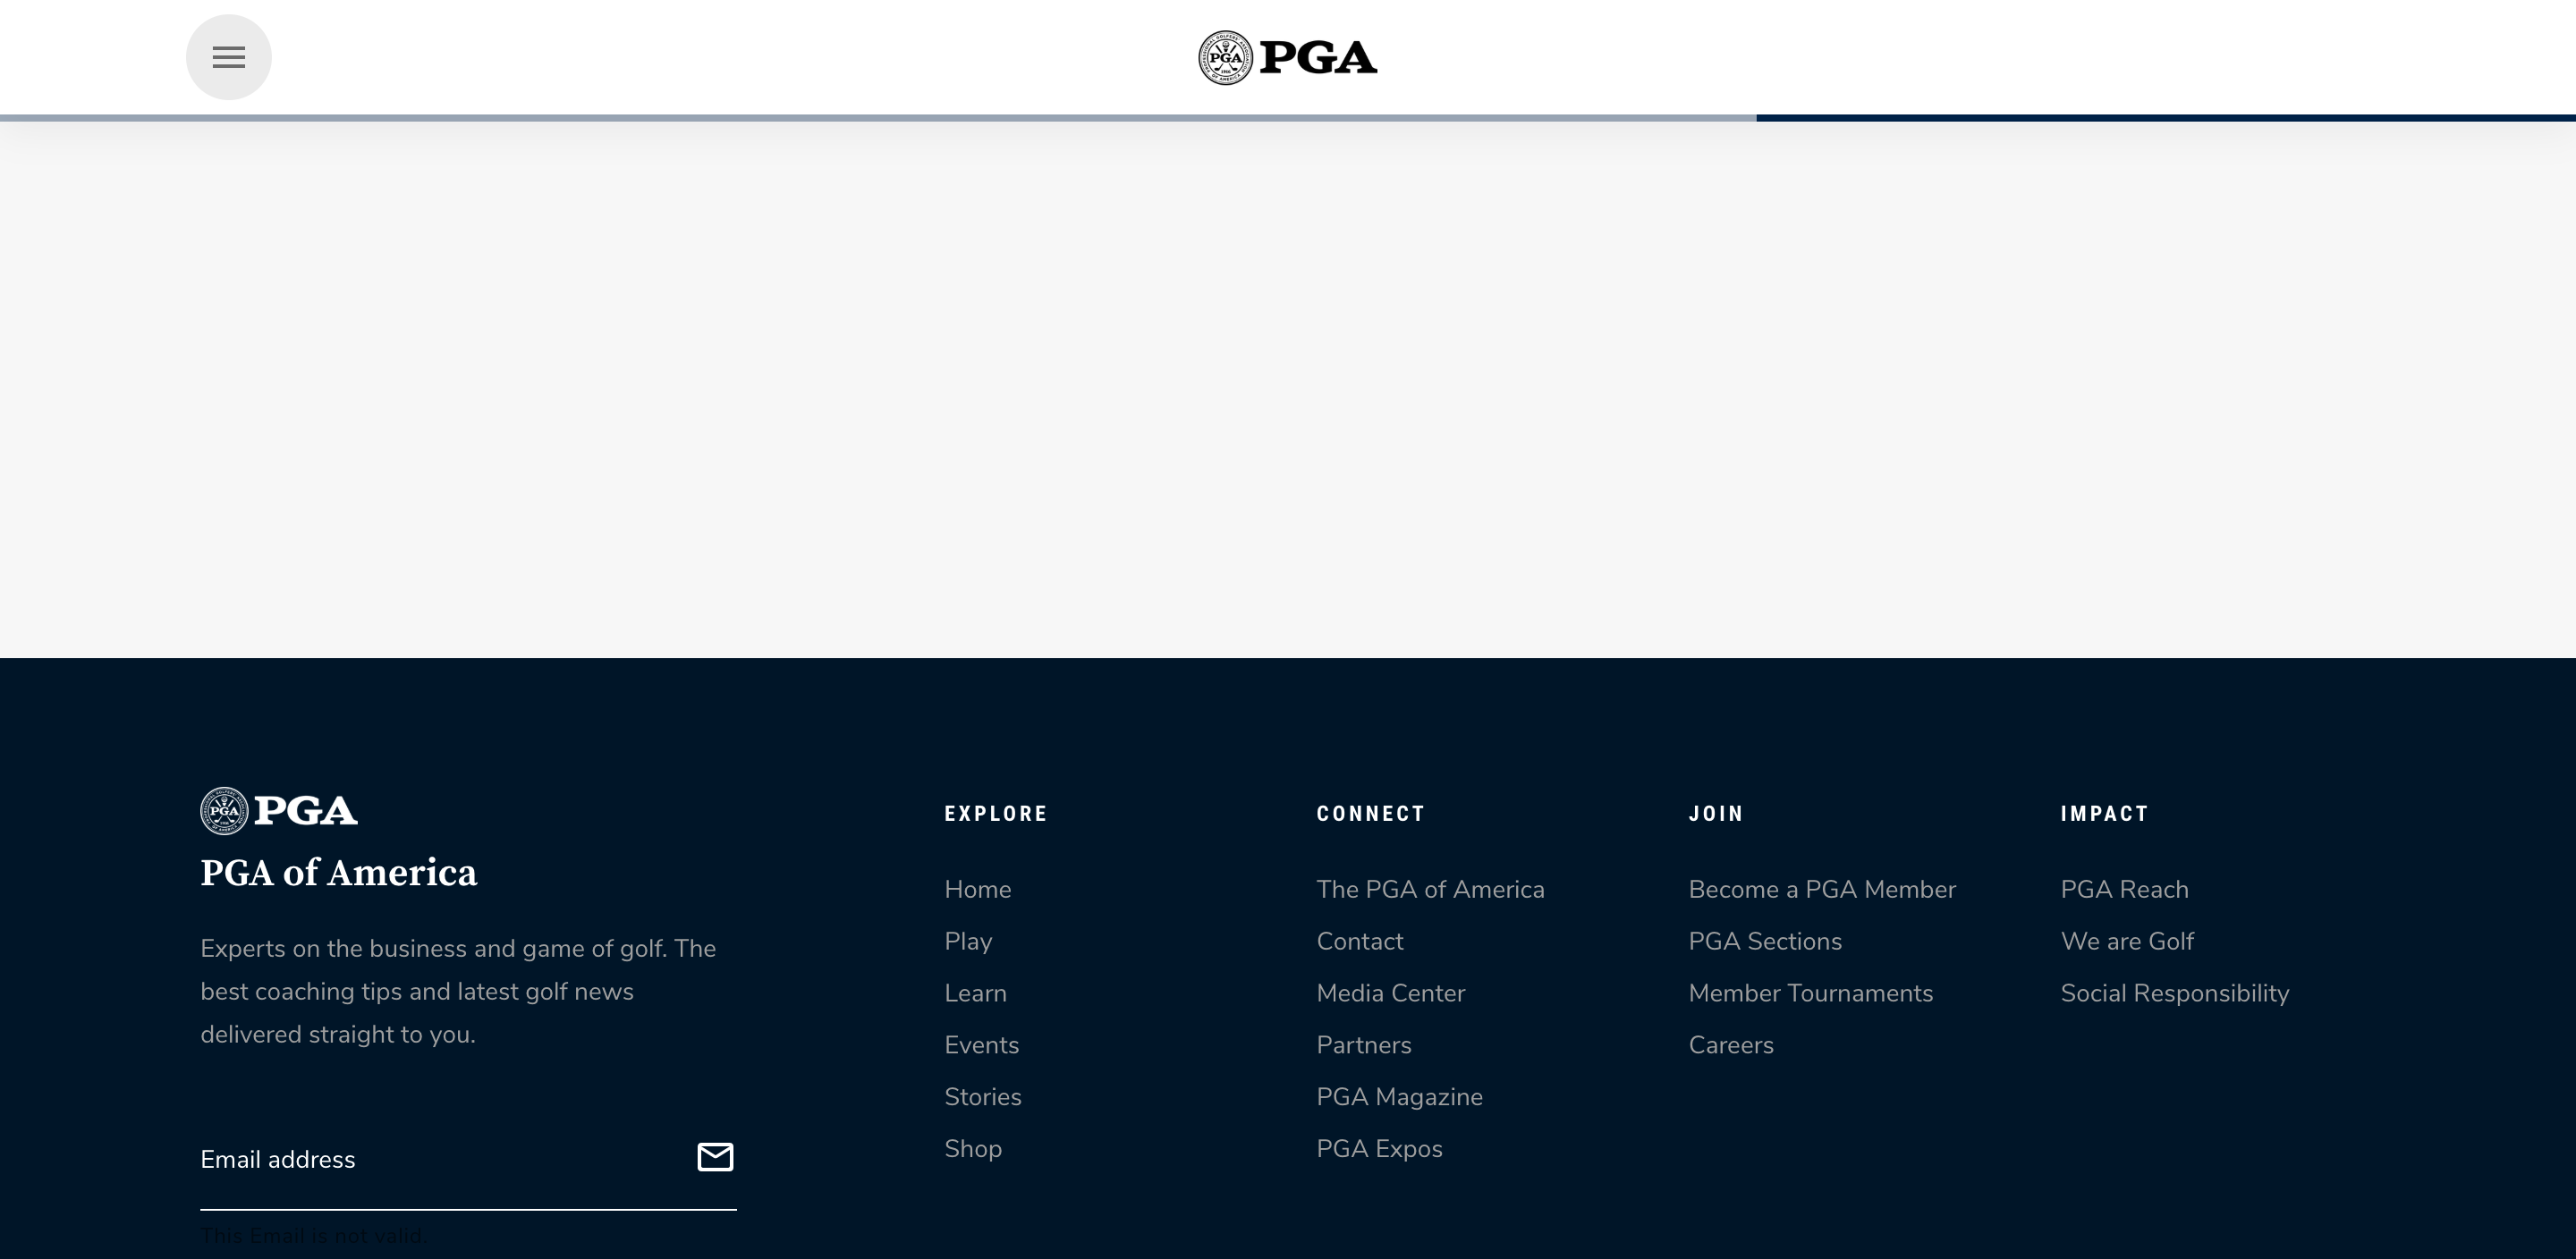 PGA
PGA
PGA
PGA
PGA of America
Experts on the business and game of golf. The
best coaching tips and latest golf news
delivered straight to you.
Email address
This Email is not valid.
EXPLORE
Home
Play
Learn
Events
Stories
Shop
CONNECT
The PGA of America
Contact
Media Center
Partners
PGA Magazine
PGA Expos
JOIN
Become a PGA Member
PGA Sections
Member Tournaments
Careers
IMPACT
PGA Reach
We are Golf
Social Responsibility